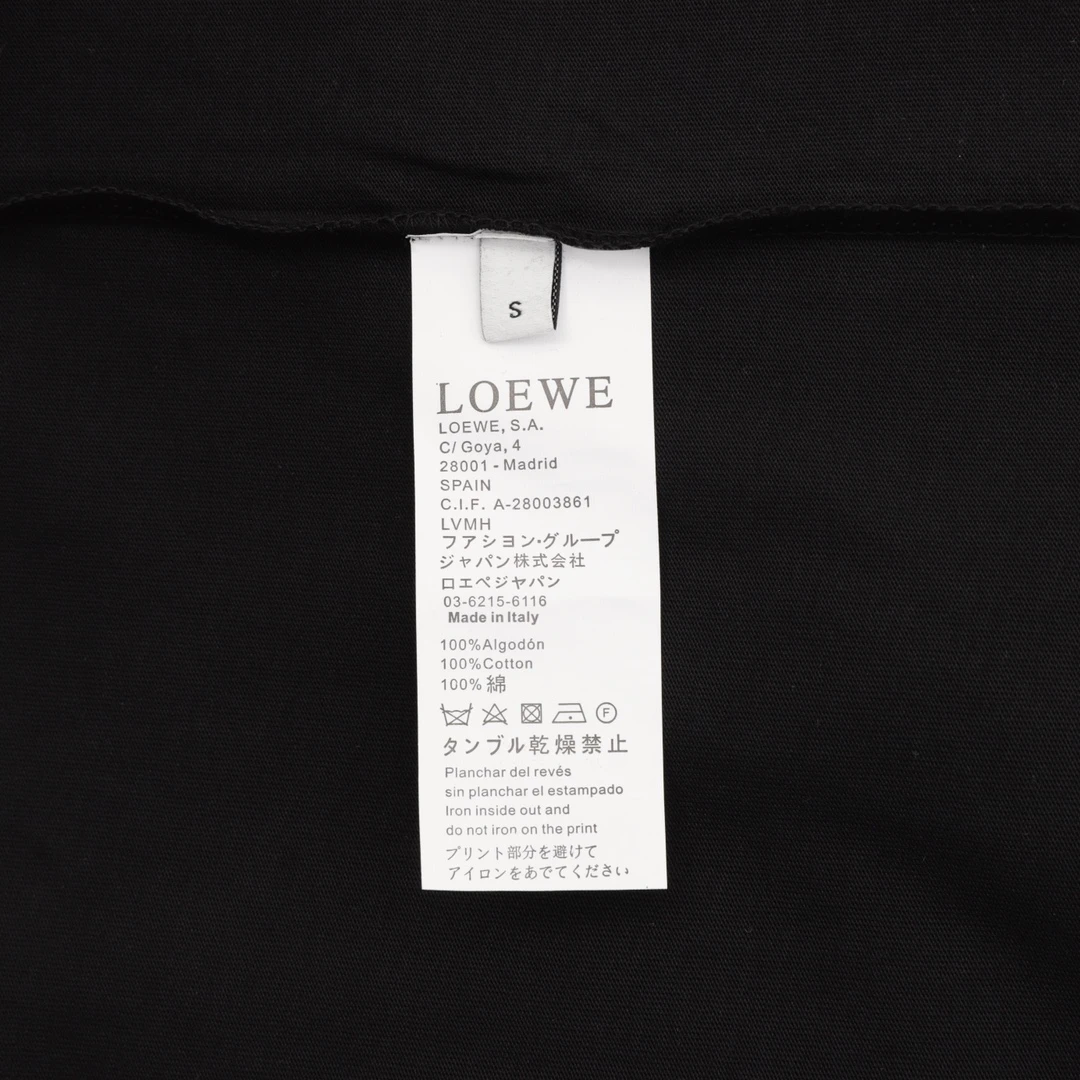 S
LOEWE
LOEWE, S.A.
C/ Goya, 4
28001 - Madrid
SPAIN
C.I.F. A-28003861
LVMH
フアシヨン・グループ
ジャパン株式会社
ロエベジヤパン
03-6215-6116
Made in Italy
100%Algodón
100%Cotton
100% 綿
F
タンブル乾燥禁止
Planchar del revés
sin planchar el estampado
Iron inside out and
do not iron on the print
プリント部分を避けて
アイロンをあでてください